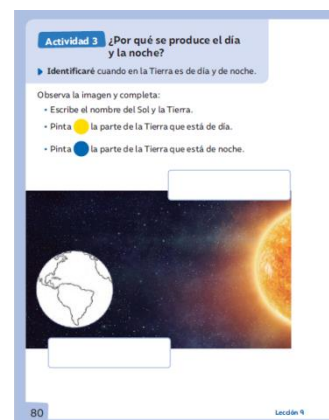 Actividad 3 ¿Por qué se produce el día
y la noche?
Identificaré cuando en la Tierra es de día y de noche.
Observa la imagen y completa:
• Escribe el nombre del Sol y la Tierra.
• Pinta la parte de la Tierra que está de día.
• Pinta la parte de la Tierra que está de noche.
80
Lección 9